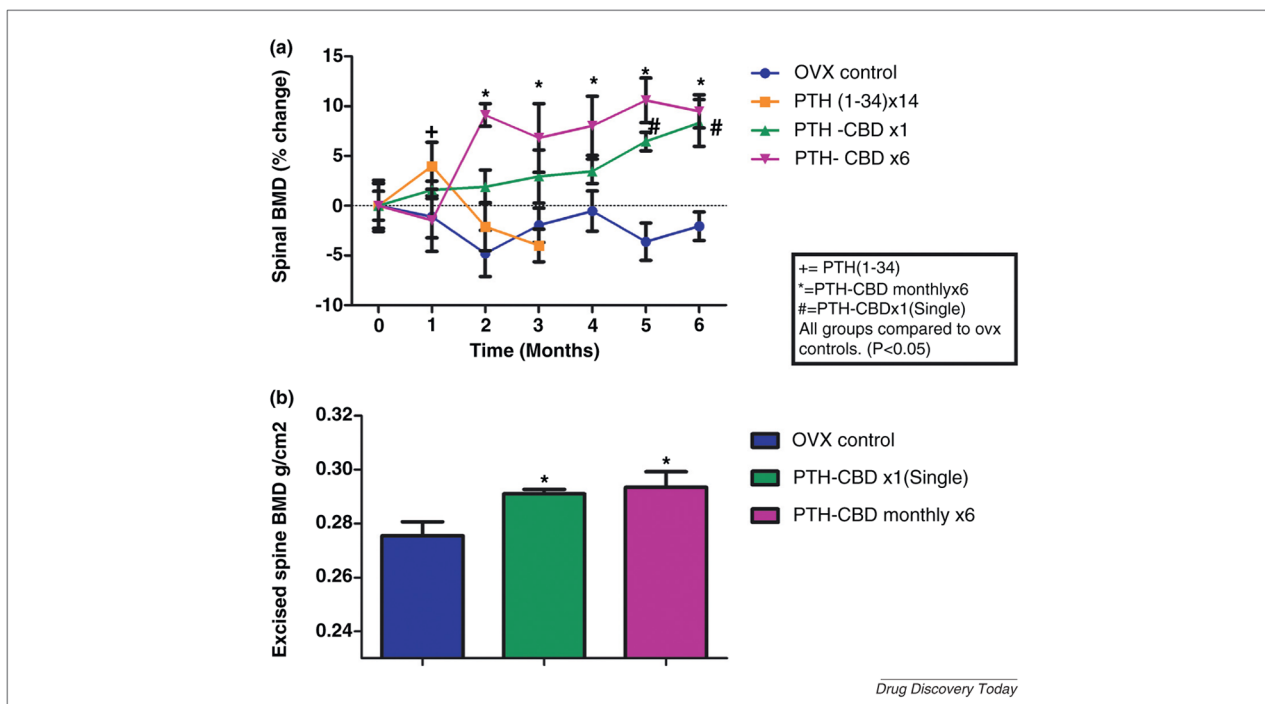 (a)
Spinal BMD (% change)
15
10
5
0
-5
-10
+
*
*
*
*
*
#
#
0 1 2 3 4 5 6
Time (Months)
OVX control
PTH (1-34)x14
PTH -CBD x1
PTH- CBD x6
+= PTH(1-34)
*=PTH-CBD monthlyx6
#=PTH-CBDx1(Single)
All groups compared to ovx
controls. (P<0.05)
(b)
Excised spine BMD g/cm2
0.32
0.30
0.28
0.26
0.24
*
*
OVX control
PTH-CBD x1(Single)
PTH-CBD monthly x6
Drug Discovery Today